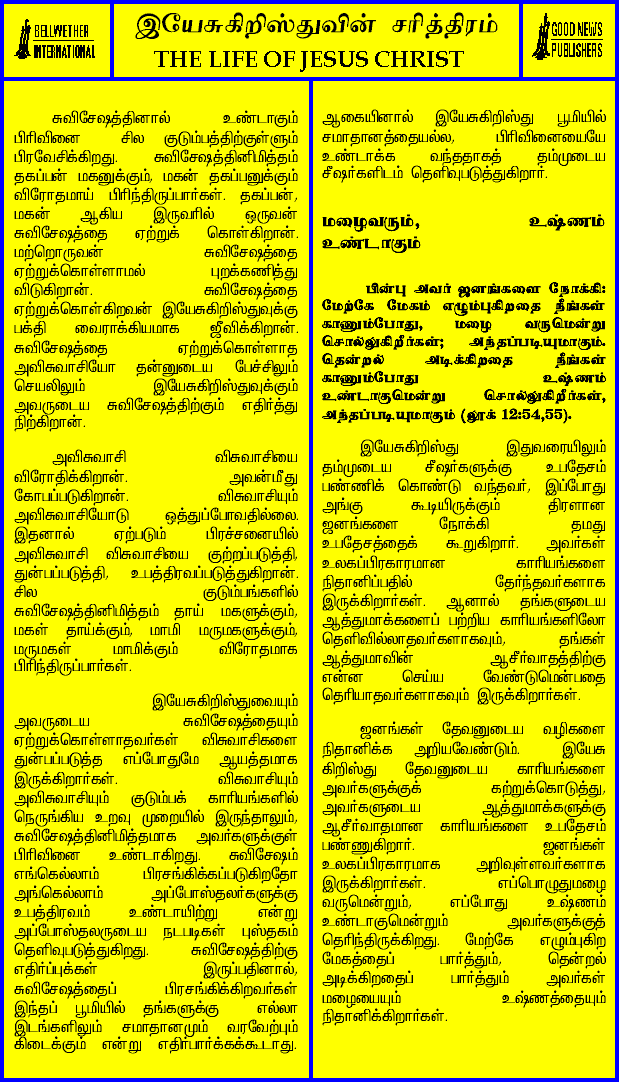 BELLWETHER
INTERNATIONAL
இயேசுகிறிஸ்துவின் சரித்திரம்
THE LIFE OF JESUS CHRIST
GOOD NEWS
PUBLISHERS
சுவிசேஷத்தினால் உண்டாகும்
பிரிவினை சில குடும்பத்திற்குள்ளும்
பிரவேசிக்கிறது. சுவிசேஷத்தினிமித்தம்
தகப்பன் மகனுக்கும், மகன் தகப்பனுக்கும்
விரோதமாய் பிரிந்திருப்பார்கள். தகப்பன்,
மகன் ஆகிய இருவரில் ஒருவன்
சுவிசேஷத்தை ஏற்றுக் கொள்கிறான்.
மற்றொருவன் சுவிசேஷத்தை
ஏற்றுக்கொள்ளாமல் புறக்கணித்து
விடுகிறான். சுவிசேஷத்தை
ஏற்றுக்கொள்கிறவன் இயேசுகிறிஸ்துவுக்கு
பக்தி வைராக்கியமாக ஜீவிக்கிறான்.
சுவிசேஷத்தை ஏற்றுக்கொள்ளாத
அவிசுவாசியோ தன்னுடைய பேச்சிலும்
செயலிலும் இயேசுகிறிஸ்துவுக்கும்
அவருடைய சுவிசேஷத்திற்கும் எதிர்த்து
நிற்கிறான்.
அவிசுவாசி விசுவாசியை
விரோதிக்கிறான். அவன்மீது
கோபப்படுகிறான். விசுவாசியும்
அவிசுவாசியோடு ஒத்துப்போவதில்லை.
இதனால் ஏற்படும் பிரச்சனையில்
அவிசுவாசி விசுவாசியை குற்றப்படுத்தி,
துன்பப்படுத்தி, உபத்திரவப்படுத்துகிறான்.
சில குடும்பங்களில்
சுவிசேஷத்தினிமித்தம் தாய் மகளுக்கும்,
மகள் தாய்க்கும், மாமி மருமகளுக்கும்,
மருமகள் மாமிக்கும் விரோதமாக
பிரிந்திருப்பார்கள்.
இயேசுகிறிஸ்துவையும்
அவருடைய சுவிசேஷத்தையும்
ஏற்றுக்கொள்ளாதவர்கள் விசுவாசிகளை
துன்பப்படுத்த எப்போதுமே ஆயத்தமாக
இருக்கிறார்கள். விசுவாசியும்
அவிசுவாசியும் குடும்பக் காரியங்களில்
நெருங்கிய உறவு முறையில் இருந்தாலும்,
சுவிசேஷத்தினிமித்தமாக அவர்களுக்குள்
பிரிவினை உண்டாகிறது. சுவிசேஷம்
எங்கெல்லாம் பிரசங்கிக்கப்படுகிறதோ
அங்கெல்லாம் அப்போஸ்தலர்களுக்கு
உபத்திரவம் உண்டாயிற்று என்று
அப்போஸ்தலருடைய நடபடிகள் புஸ்தகம்
தெளிவுபடுத்துகிறது. சுவிசேஷத்திற்கு
எதிர்ப்புக்கள் இருப்பதினால்,
சுவிசேஷத்தைப் பிரசங்கிக்கிறவர்கள்
இந்தப் பூமியில் தங்களுக்கு எல்லா
இடங்களிலும் சமாதானமும் வரவேற்பும்
கிடைக்கும் என்று எதிர்பார்க்கக்கூடாது.
ஆகையினால் இயேசுகிறிஸ்து பூமியில்
சமாதானத்தையல்ல, பிரிவினையையே
உண்டாக்க வந்ததாகத் தம்முடைய
சீஷர்களிடம் தெளிவுபடுத்துகிறார்.
மழைவரும், உஷ்ணம்
உண்டாகும்
பின்பு அவர் ஜனங்களை நோக்கி:
மேற்கே மேகம் எழும்புகிறதை நீங்கள்
காணும்போது, மழை வருமென்று
சொல்லுகிறீர்கள்; அந்தப்படியுமாகும்.
தென்றல் அடிக்கிறதை நீங்கள்
காணும்போது உஷ்ணம்
உண்டாகுமென்று சொல்லுகிறீர்கள்,
அந்தப்படியுமாகும் (லூக் 12:54,55).
இயேசுகிறிஸ்து இதுவரையிலும்
தம்முடைய சீஷர்களுக்கு உபதேசம்
பண்ணிக் கொண்டு வந்தவர், இப்போது
அங்கு கூடியிருக்கும் திரளான
ஜனங்களை நோக்கி தமது
உபதேசத்தைக் கூறுகிறார். அவர்கள்
உலகப்பிரகாரமான காரியங்களை
நிதானிப்பதில் தேர்ந்தவர்களாக
இருக்கிறார்கள். ஆனால் தங்களுடைய
ஆத்துமாக்களைப் பற்றிய காரியங்களிலோ
தெளிவில்லாதவர்களாகவும், தங்கள்
ஆத்துமாவின் ஆசீர்வாதத்திற்கு
என்ன செய்ய வேண்டுமென்பதை
தெரியாதவர்களாகவும் இருக்கிறார்கள்.
ஜனங்கள் தேவனுடைய வழிகளை
நிதானிக்க அறியவேண்டும். இயேசு
கிறிஸ்து தேவனுடைய காரியங்களை
அவர்களுக்குக் கற்றுக்கொடுத்து,
அவர்களுடைய ஆத்துமாக்களுக்கு
ஆசீர்வாதமான காரியங்களை உபதேசம்
பண்ணுகிறார். ஜனங்கள்
உலகப்பிரகாரமாக அறிவுள்ளவர்களாக
இருக்கிறார்கள். எப்பொழுதுமழை
வருமென்றும், எப்போது உஷ்ணம்
உண்டாகுமென்றும் அவர்களுக்குத்
தெரிந்திருக்கிறது. மேற்கே எழும்புகிற
மேகத்தைப் பார்த்தும், தென்றல்
அடிக்கிறதைப் பார்த்தும் அவர்கள்
மழையையும் உஷ்ணத்தையும்
நிதானிக்கிறார்கள்.